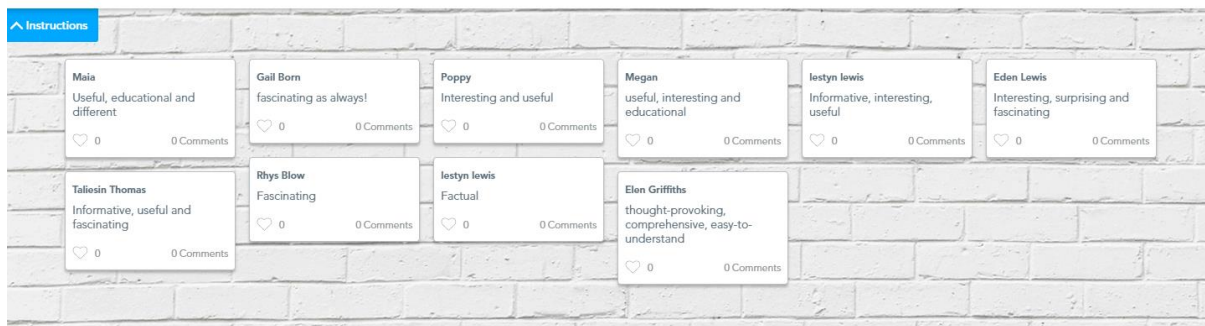 Instructions
Maia
Useful, educational and
different
0 0 Comments
Gail Born
fascinating as always!
0 0 Comments
Poppy
Interesting and useful
0 0 Comments
Megan
useful, interesting and
educational
0 0 Comments
Iestyn lewis
Informative, interesting,
useful
0 0 Comments
Eden Lewis
Interesting, surprising and
fascinating
0 0 Comments
Taliesin Thomas
Informative, useful and
fascinating
0 0 Comments
Rhys Blow
Fascinating
0 0 Comments
Iestyn lewis
Factual
0 0 Comments
Elen Griffiths
thought-provoking,
comprehensive, easy-to-
understand
0 0 Comments